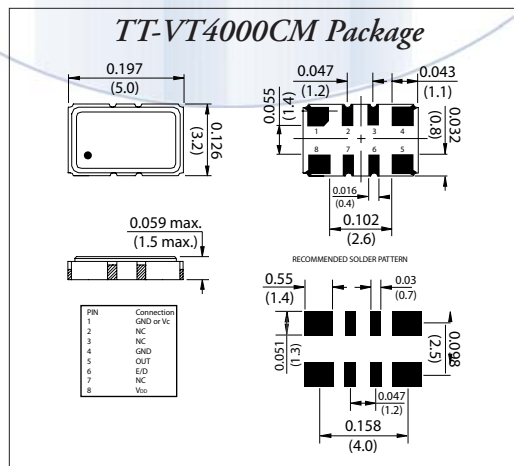 TT-VT4000CM Package
0.197
(5.0)
0.126
(3.2)
0.047
(1.2)
0.043
(1.1)
0.055
(1.4)
0.032
(0.8)
1 2 3 4
8 7 6 5
0.016
(0.4)
0.102
(2.6)
0.059 max.
(1.5 max.)
RECOMMENDED SOLDER PATTERN
0.55
(1.4)
0.03
(0.7)
0.051
(1.3)
0.098
(2.5)
0.047
(1.2)
0.158
(4.0)
PIN Connection
1 GND or Vc
2 NC
3 NC
4 GND
5 OUT
6 E/D
7 NC
8 VDD